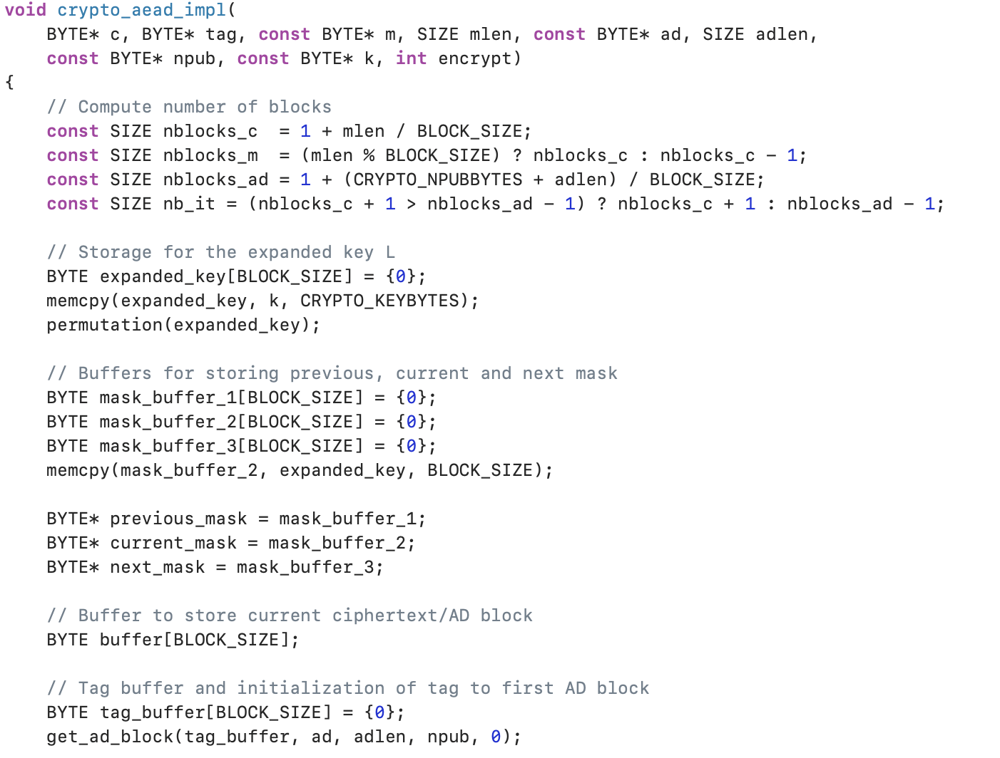 void crypto_aead_impl(
    BYTE* c, BYTE* tag, const BYTE* m, SIZE mlen, const BYTE* ad, SIZE adlen,
    const BYTE* npub, const BYTE* k, int encrypt)
{
    // Compute number of blocks
    const SIZE nblocks_c  = 1 + mlen / BLOCK_SIZE;
    const SIZE nblocks_m  = (mlen % BLOCK_SIZE) ? nblocks_c : nblocks_c - 1;
    const SIZE nblocks_ad = 1 + (CRYPTO_NPUBBYTES + adlen) / BLOCK_SIZE;
    const SIZE nb_it = (nblocks_c + 1 > nblocks_ad - 1) ? nblocks_c + 1 : nblocks_ad - 1;

    // Storage for the expanded key L
    BYTE expanded_key[BLOCK_SIZE] = {0};
    memcpy(expanded_key, k, CRYPTO_KEYBYTES);
    permutation(expanded_key);

    // Buffers for storing previous, current and next mask
    BYTE mask_buffer_1[BLOCK_SIZE] = {0};
    BYTE mask_buffer_2[BLOCK_SIZE] = {0};
    BYTE mask_buffer_3[BLOCK_SIZE] = {0};
    memcpy(mask_buffer_2, expanded_key, BLOCK_SIZE);

    BYTE* previous_mask = mask_buffer_1;
    BYTE* current_mask = mask_buffer_2;
    BYTE* next_mask = mask_buffer_3;

    // Buffer to store current ciphertext/AD block
    BYTE buffer[BLOCK_SIZE];

    // Tag buffer and initialization of tag to first AD block
    BYTE tag_buffer[BLOCK_SIZE] = {0};
    get_ad_block(tag_buffer, ad, adlen, npub, 0);